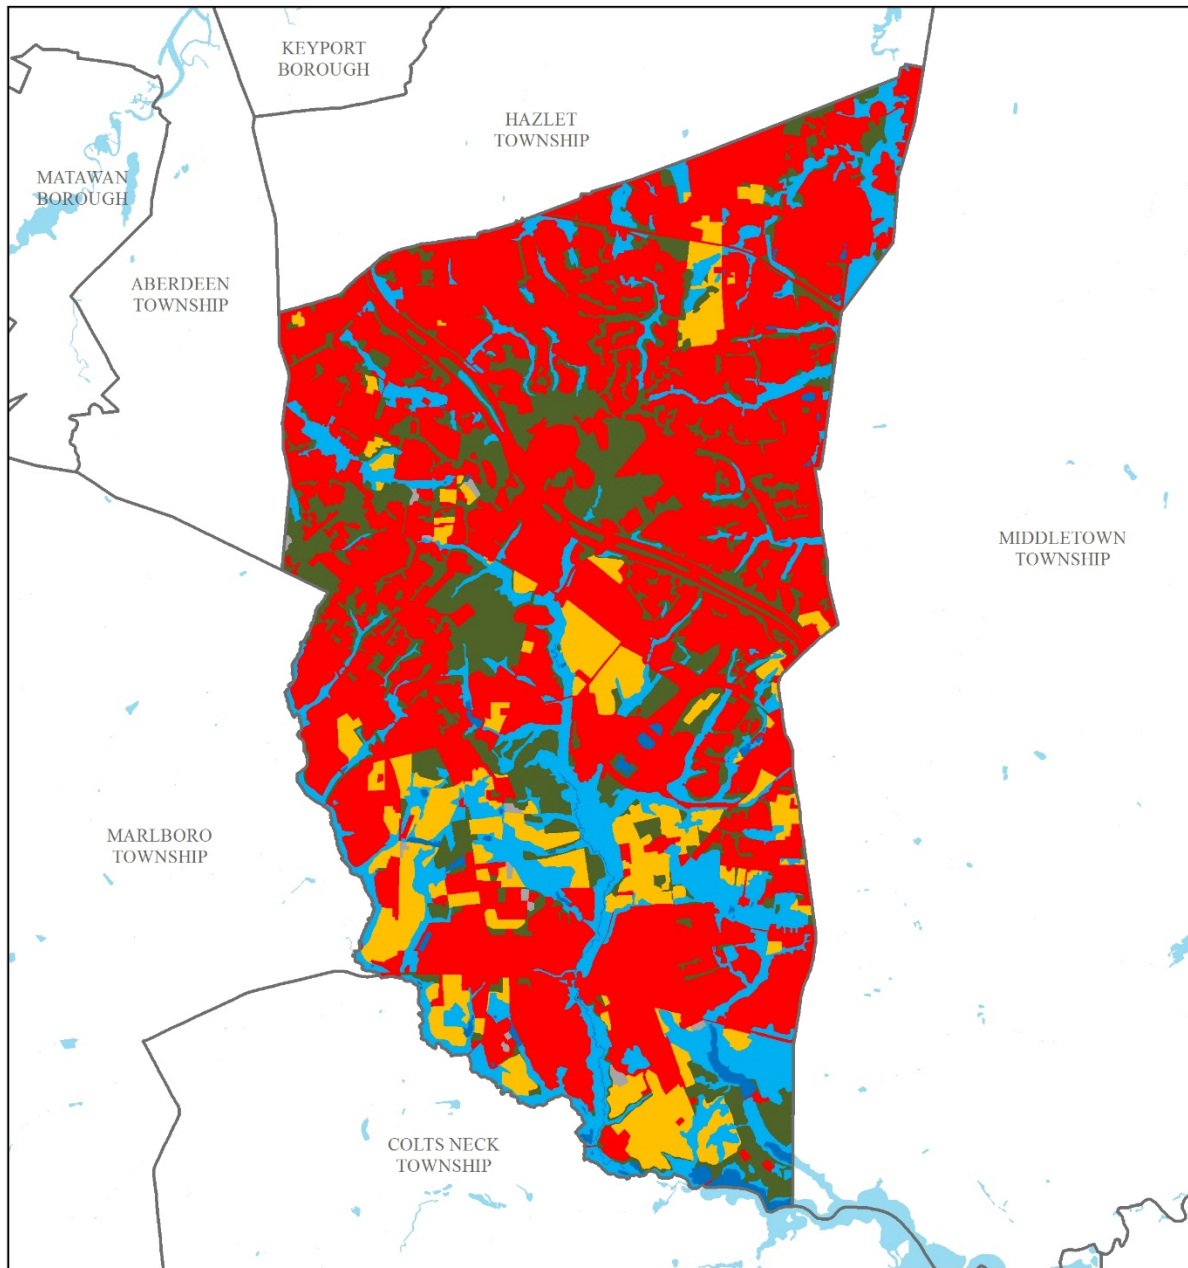 KEYPORT
BOROUGH
HAZLET
TOWNSHIP
MATAWAN
BOROUGH
ABERDEEN
TOWNSHIP
MIDDLETOWN
TOWNSHIP
MARLBORO
TOWNSHIP
COLTS NECK
TOWNSHIP